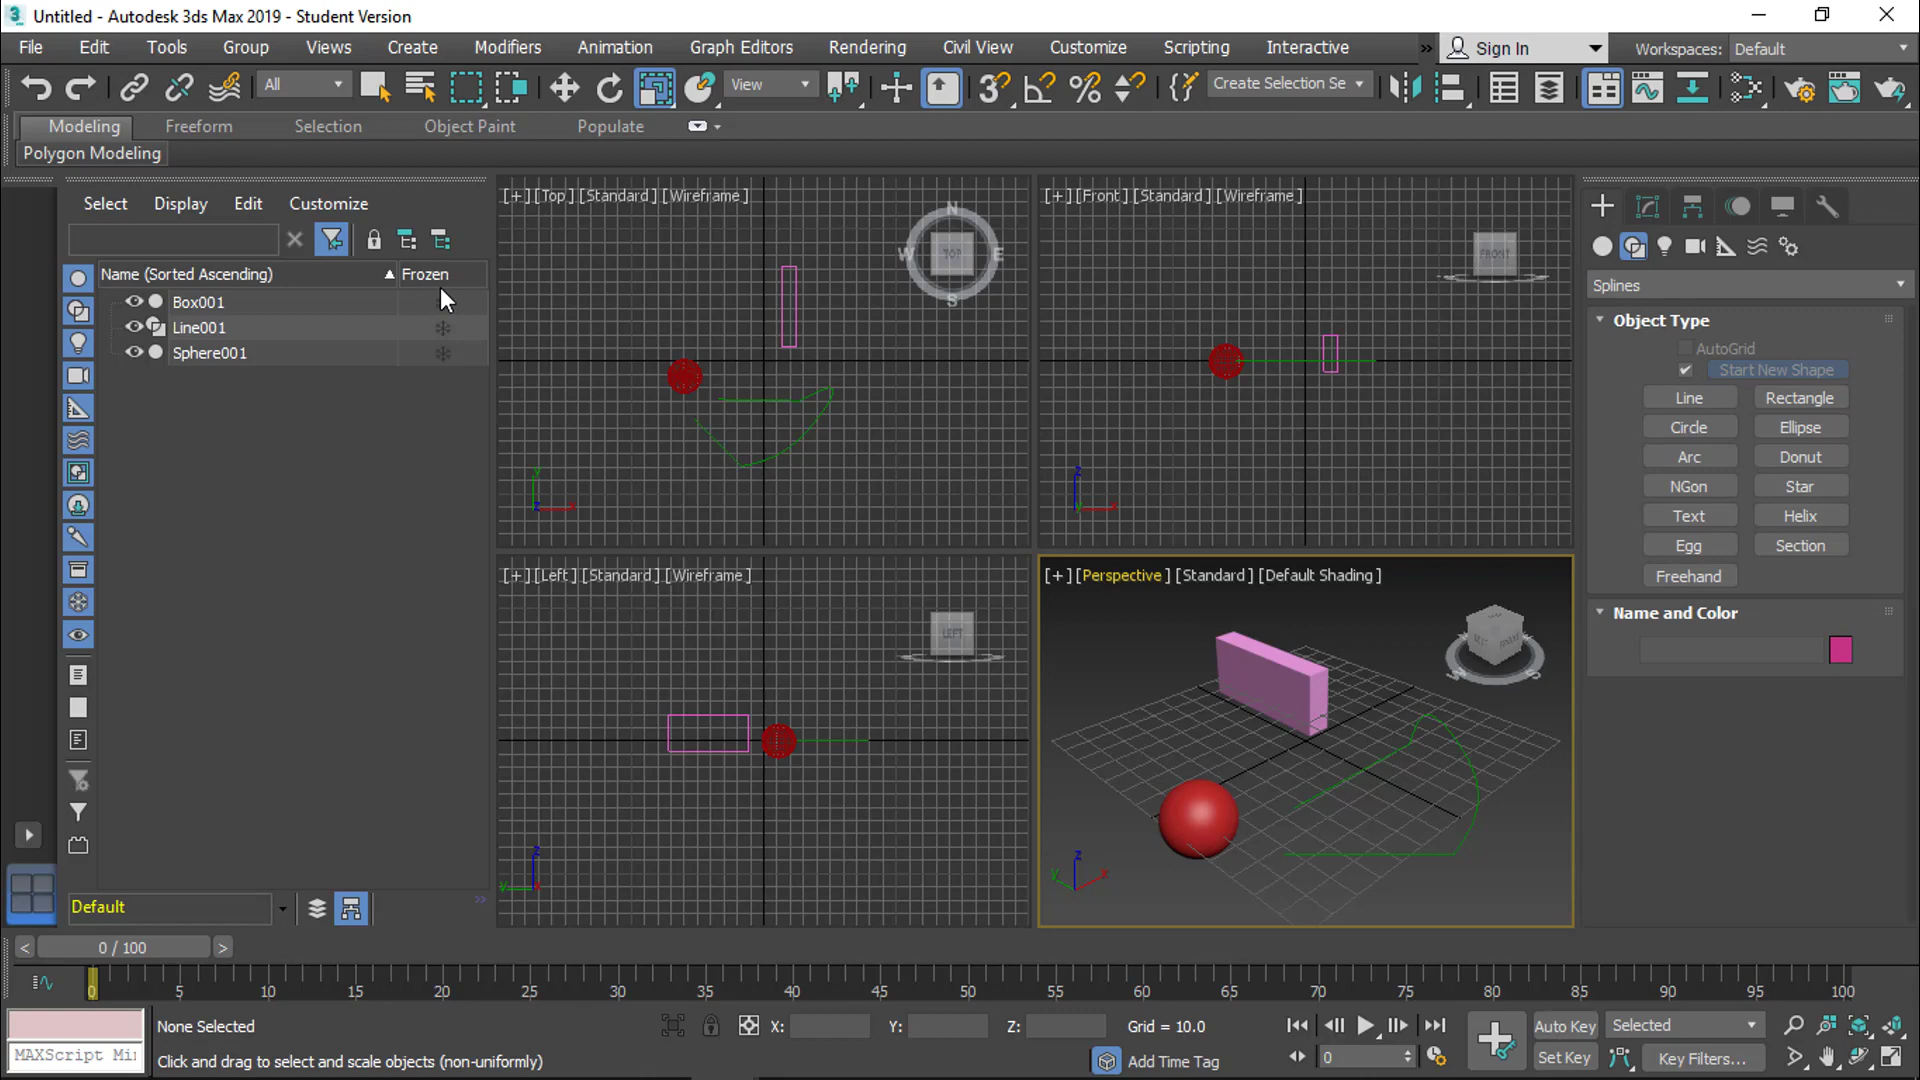 Untitled - Autodesk 3ds Max 2019 - Student Version
File Edit Tools Group Views Create Modifiers Animation Graph Editors Rendering Civil View Customize Scripting Interactive » Sign In Workspaces: Default
All View Create Selection Se
Modeling Freeform Selection Object Paint Populate
Polygon Modeling
Select Display Edit Customize
Name (Sorted Ascending) Frozen
Box001
Line001
Sphere001
Default
[+] [Top] [Standard] [Wireframe]
N
W TOP E
S
[+] [Front] [Standard] [Wireframe]
FRONT
[+] [Left] [Standard] [Wireframe]
LEFT
[+] [Perspective] [Standard] [Default Shading]
Splines
Object Type
AutoGrid
Start New Shape
Line Rectangle
Circle Ellipse
Arc Donut
NGon Star
Text Helix
Egg Section
Freehand
Name and Color
< 0 / 100 >
0 5 10 15 20 25 30 35 40 45 50 55 60 65 70 75 80 85 90 95 100
None Selected X: Y: Z: Grid = 10.0 Auto Key Selected
MAXScript Mi
Click and drag to select and scale objects (non-uniformly) Add Time Tag 0 Set Key Key Filters...